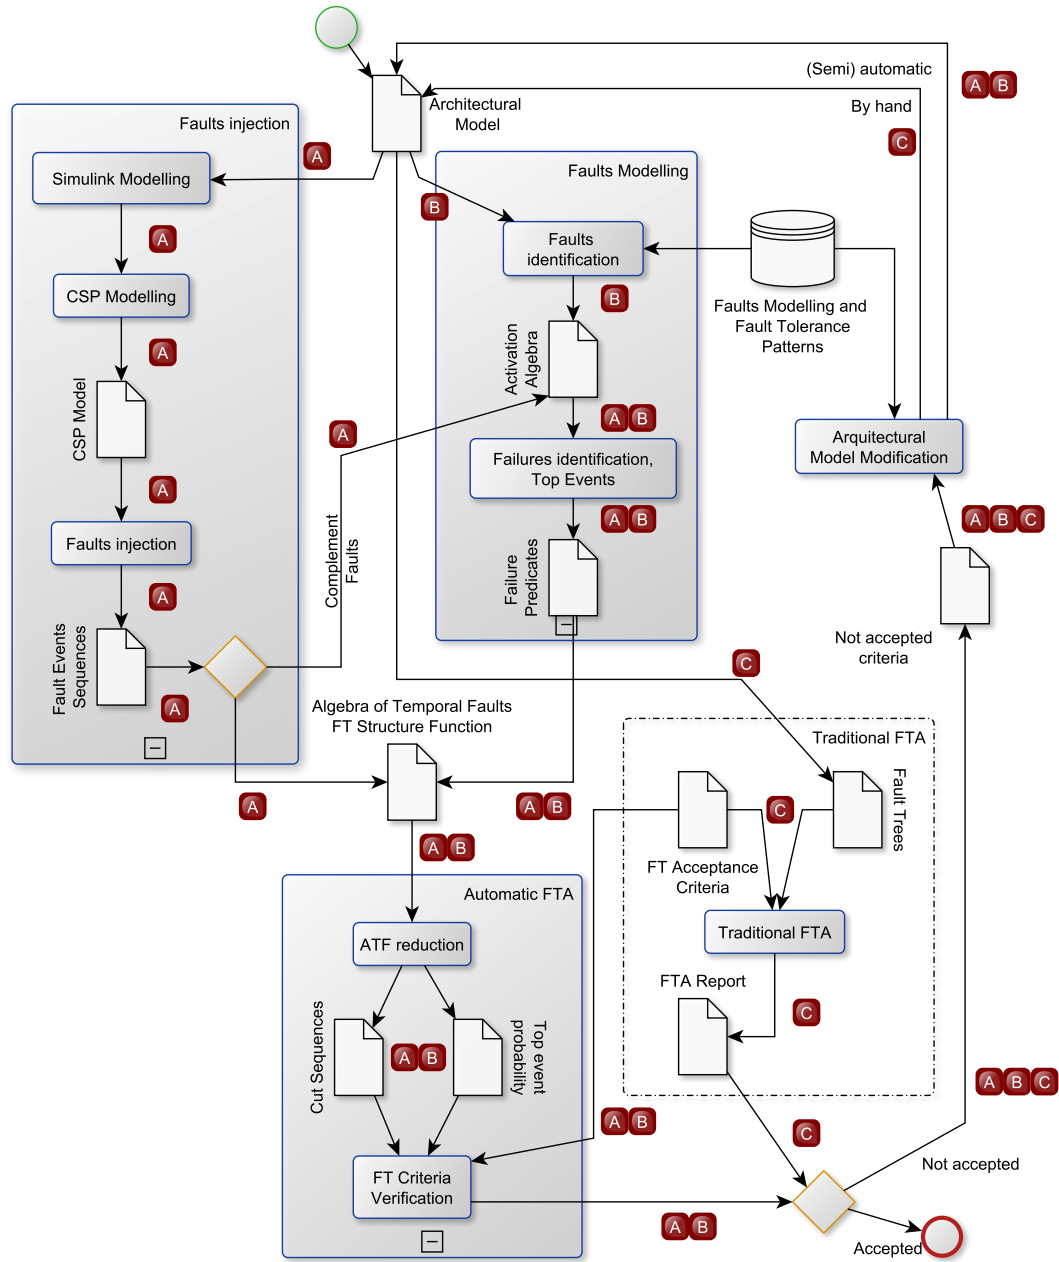 (Semi) automatic
A B
By hand
C
Architectural
Model
Faults injection
A
Simulink Modelling
A
CSP Modelling
A
CSP Model
A
Faults injection
A
Fault Events
Sequences
A
Complement
Faults
A
A
Faults Modelling
B
Faults
identification
B
Activation
Algebra
A B
Failures identification,
Top Events
A B
Failure
Predicates
Faults Modelling and
Fault Tolerance
Patterns
Arquitectural
Model Modification
A B C
Not accepted
criteria
C
Algebra of Temporal Faults
FT Structure Function
A B
A B
Traditional FTA
Fault Trees
C
FT Acceptance
Criteria
Traditional FTA
FTA Report
C
Automatic FTA
ATF reduction
Cut Sequences
A B
Top event
probability
A B
FT Criteria
Verification
A B
C
A B C
Not accepted
Accepted